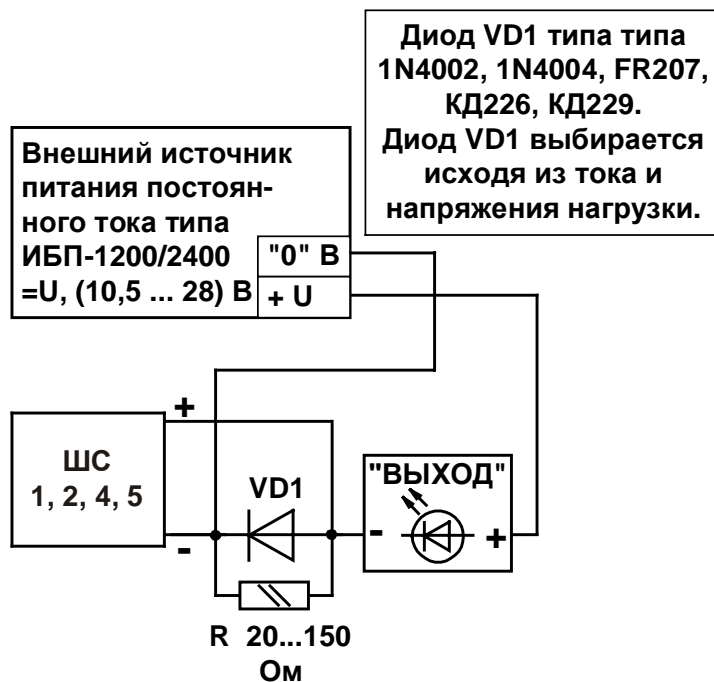 Диод VD1 типа типа
1N4002, 1N4004, FR207,
КД226, КД229.
Диод VD1 выбирается
исходя из тока и
напряжения нагрузки.
Внешний источник
питания постоян-
ного тока типа
ИБП-1200/2400
=U, (10,5 ... 28) В
"0" В
+ U
+
ШС
1, 2, 4, 5
-
VD1
"ВЫХОД"
-
+
R 20...150
Ом